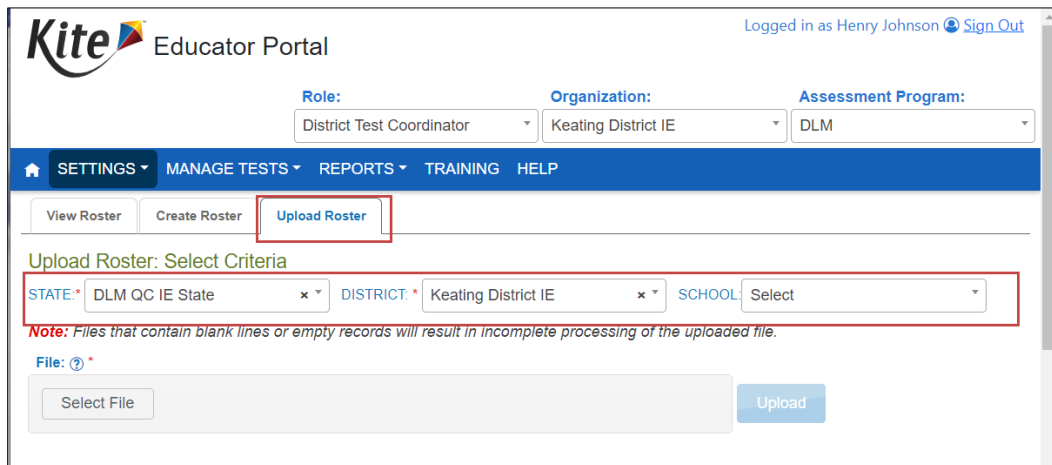 Logged in as Henry Johnson Sign Out
Kite Educator Portal
Role: Organization: Assessment Program:
District Test Coordinator Keating District IE DLM
SETTINGS MANAGE TESTS REPORTS TRAINING HELP
View Roster Create Roster Upload Roster
Upload Roster: Select Criteria
STATE:* DLM QC IE State × DISTRICT: * Keating District IE × SCHOOL: Select
Note: Files that contain blank lines or empty records will result in incomplete processing of the uploaded file.
File: ? *
Select File Upload